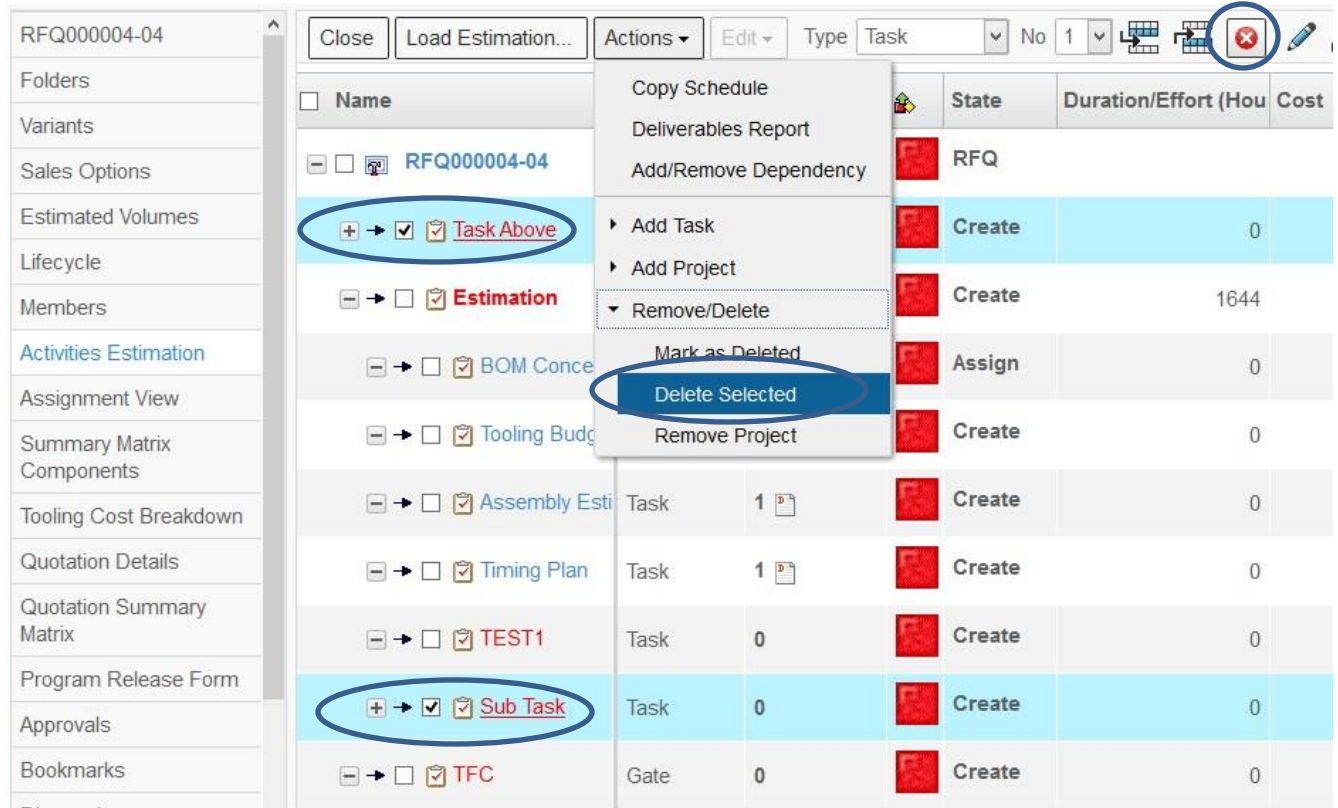 RFQ000004-04
Folders
Variants
Sales Options
Estimated Volumes
Lifecycle
Members
Activities Estimation
Assignment View
Summary Matrix
Components
Tooling Cost Breakdown
Quotation Details
Quotation Summary
Matrix
Program Release Form
Approvals
Bookmarks
Close Load Estimation... Actions Edit Type Task No 1
Name State Duration/Effort (Hou Cost
Copy Schedule
Deliverables Report
Add/Remove Dependency
Add Task
Add Project
Remove/Delete
Mark as Deleted
Delete Selected
Remove Project
RFQ000004-04 RFQ
Task Above Create 0
Estimation Create 1644
BOM Conce Assign 0
Tooling Budg Create 0
Assembly Esti Task 1 Create 0
Timing Plan Task 1 Create 0
TEST1 Task 0 Create 0
Sub Task Task 0 Create 0
TFC Gate 0 Create 0